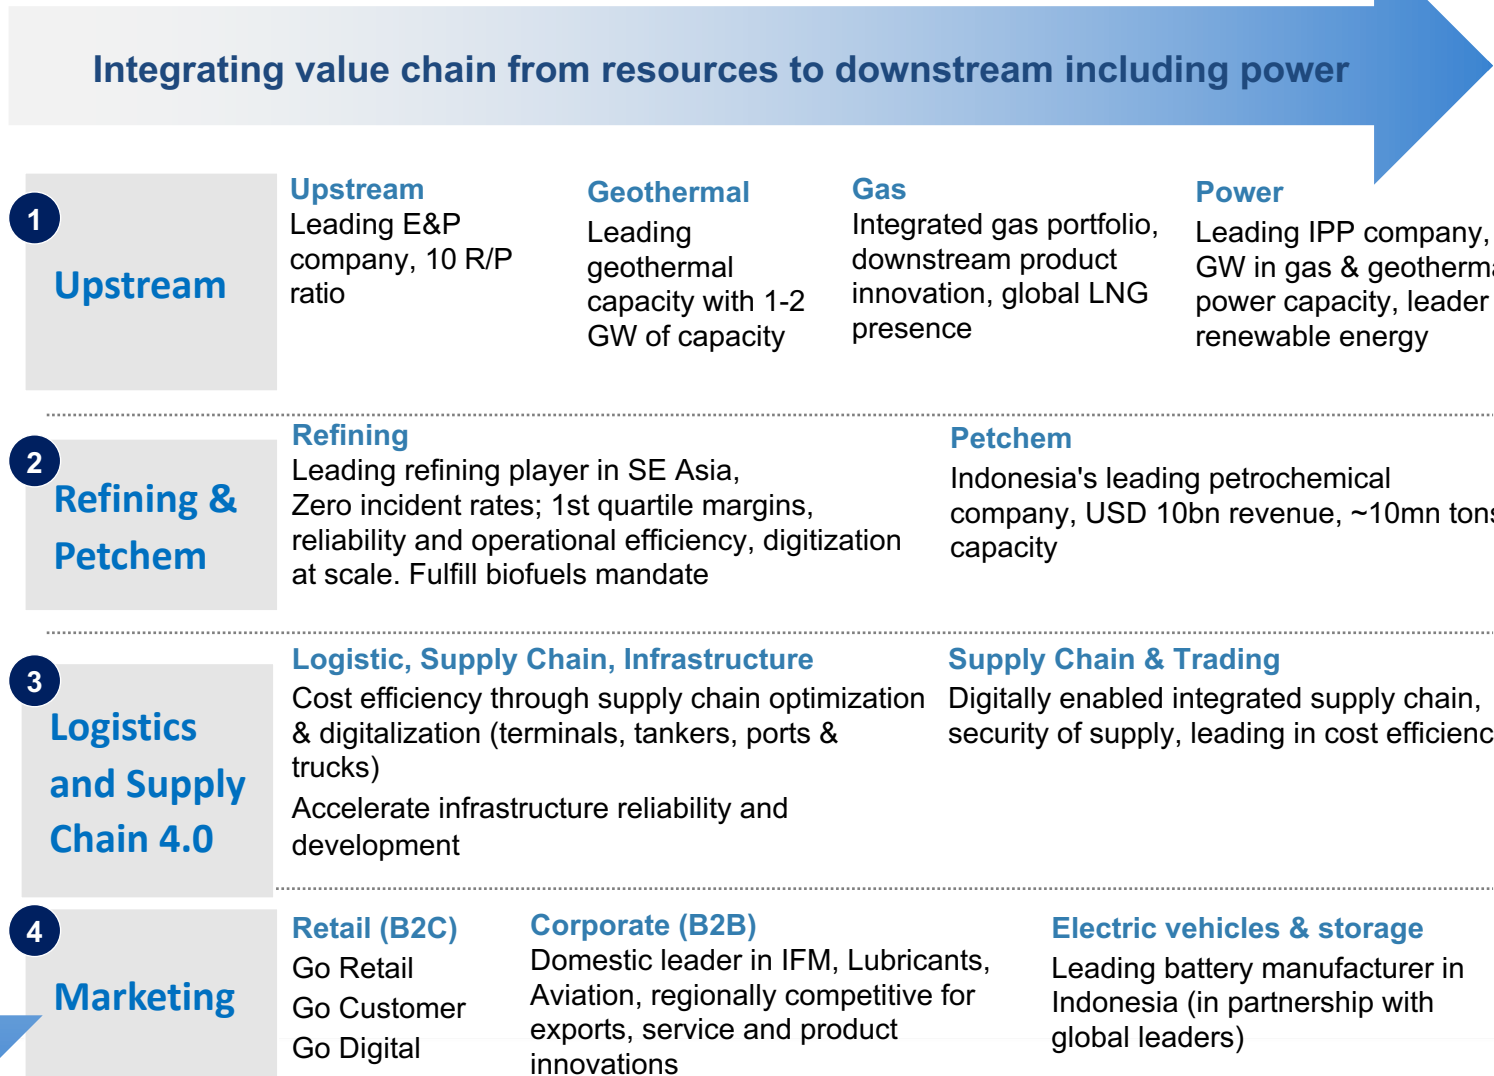 Integrating value chain from resources to downstream including power
1
Upstream
Upstream
Leading E&P
company, 10 R/P
ratio
Geothermal
Leading
geothermal
capacity with 1-2
GW of capacity
Gas
Integrated gas portfolio,
downstream product
innovation, global LNG
presence
Power
Leading IPP company,
GW in gas &
power capacity, leader
renewable energy
2
Refining &
Petchem
Refining
Leading refining player in SE Asia,
Zero incident rates; 1st quartile margins,
reliability and operational efficiency, digitization
at scale. Fulfill biofuels mandate
Petchem
Indonesia's leading petrochemical
company, USD 10bn revenue, ~10mn tons
capacity
3
Logistics
and Supply
Chain 4.0
Logistic, Supply Chain, Infrastructure
Cost efficiency through supply chain optimization
& digitalization (terminals, tankers, ports &
trucks)
Accelerate infrastructure reliability and
development
Supply Chain & Trading
Digitally enabled integrated supply chain,
security of supply, leading in cost
4
Marketing
Retail (B2C)
Go Retail
Go Customer
Go Digital
Corporate (B2B)
Domestic leader in IFM, Lubricants,
Aviation, regionally competitive for
exports, service and product
innovations
Electric vehicles & storage
Leading battery manufacturer in
Indonesia (in partnership with
global leaders)